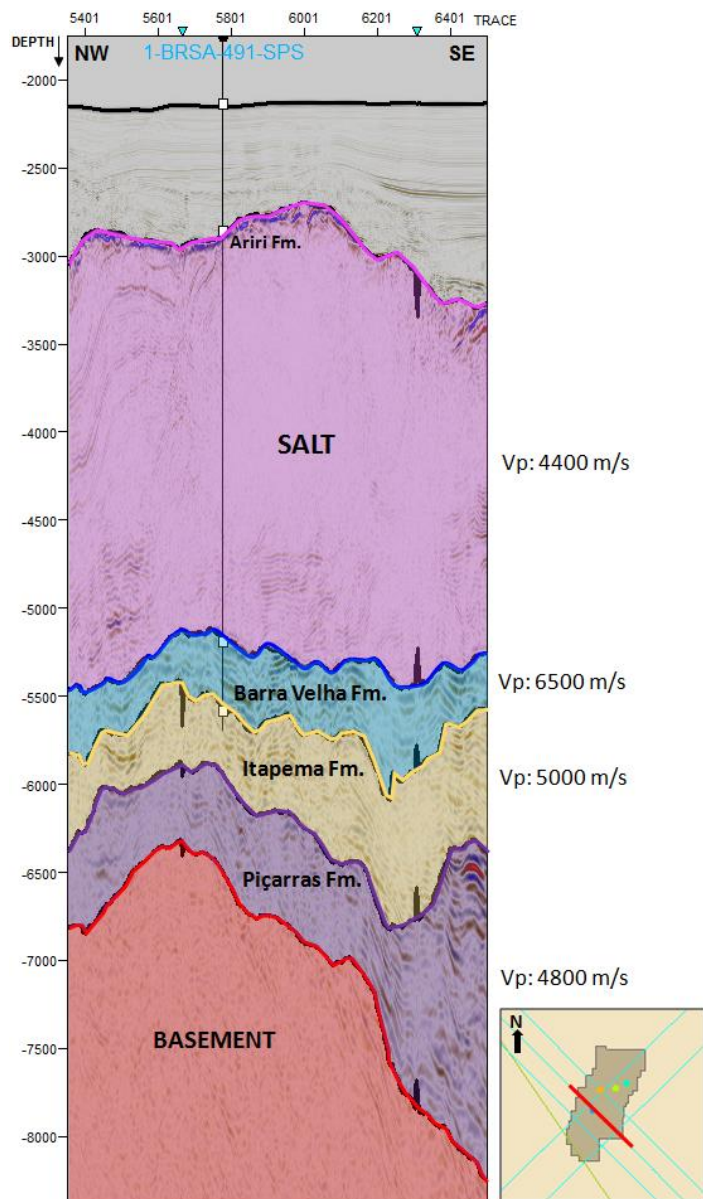 5401 5601 5801 6001 6201 6401 TRACE
DEPTH
NW 1-BRSA-491-SPS SE
-2000
-2500
Ariri Fm.
-3000
-3500
SALT
-4000
Vp: 4400 m/s
-4500
-5000
Vp: 6500 m/s
Barra Velha Fm.
-5500
Itapema Fm.
Vp: 5000 m/s
-6000
-6500
Piçarras Fm.
-7000
Vp: 4800 m/s
N
BASEMENT
-7500
-8000